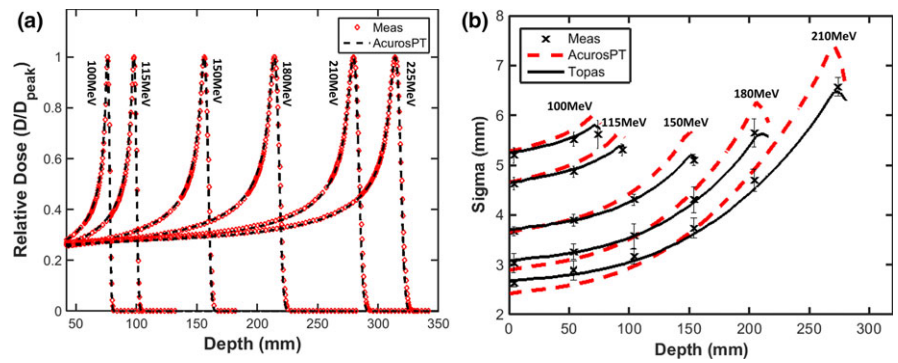 (a)
Meas
AcurosPT
100MeV
115MeV
150MeV
180MeV
210MeV
225MeV
Relative Dose (D/Dpeak)
1
0.8
0.6
0.4
0.2
0
50
100
150
200
250
300
350
Depth (mm)
(b)
Meas
AcurosPT
Topas
100MeV
115MeV
150MeV
180MeV
210MeV
Sigma (mm)
8
7
6
5
4
3
2
0
50
100
150
200
250
300
Depth (mm)